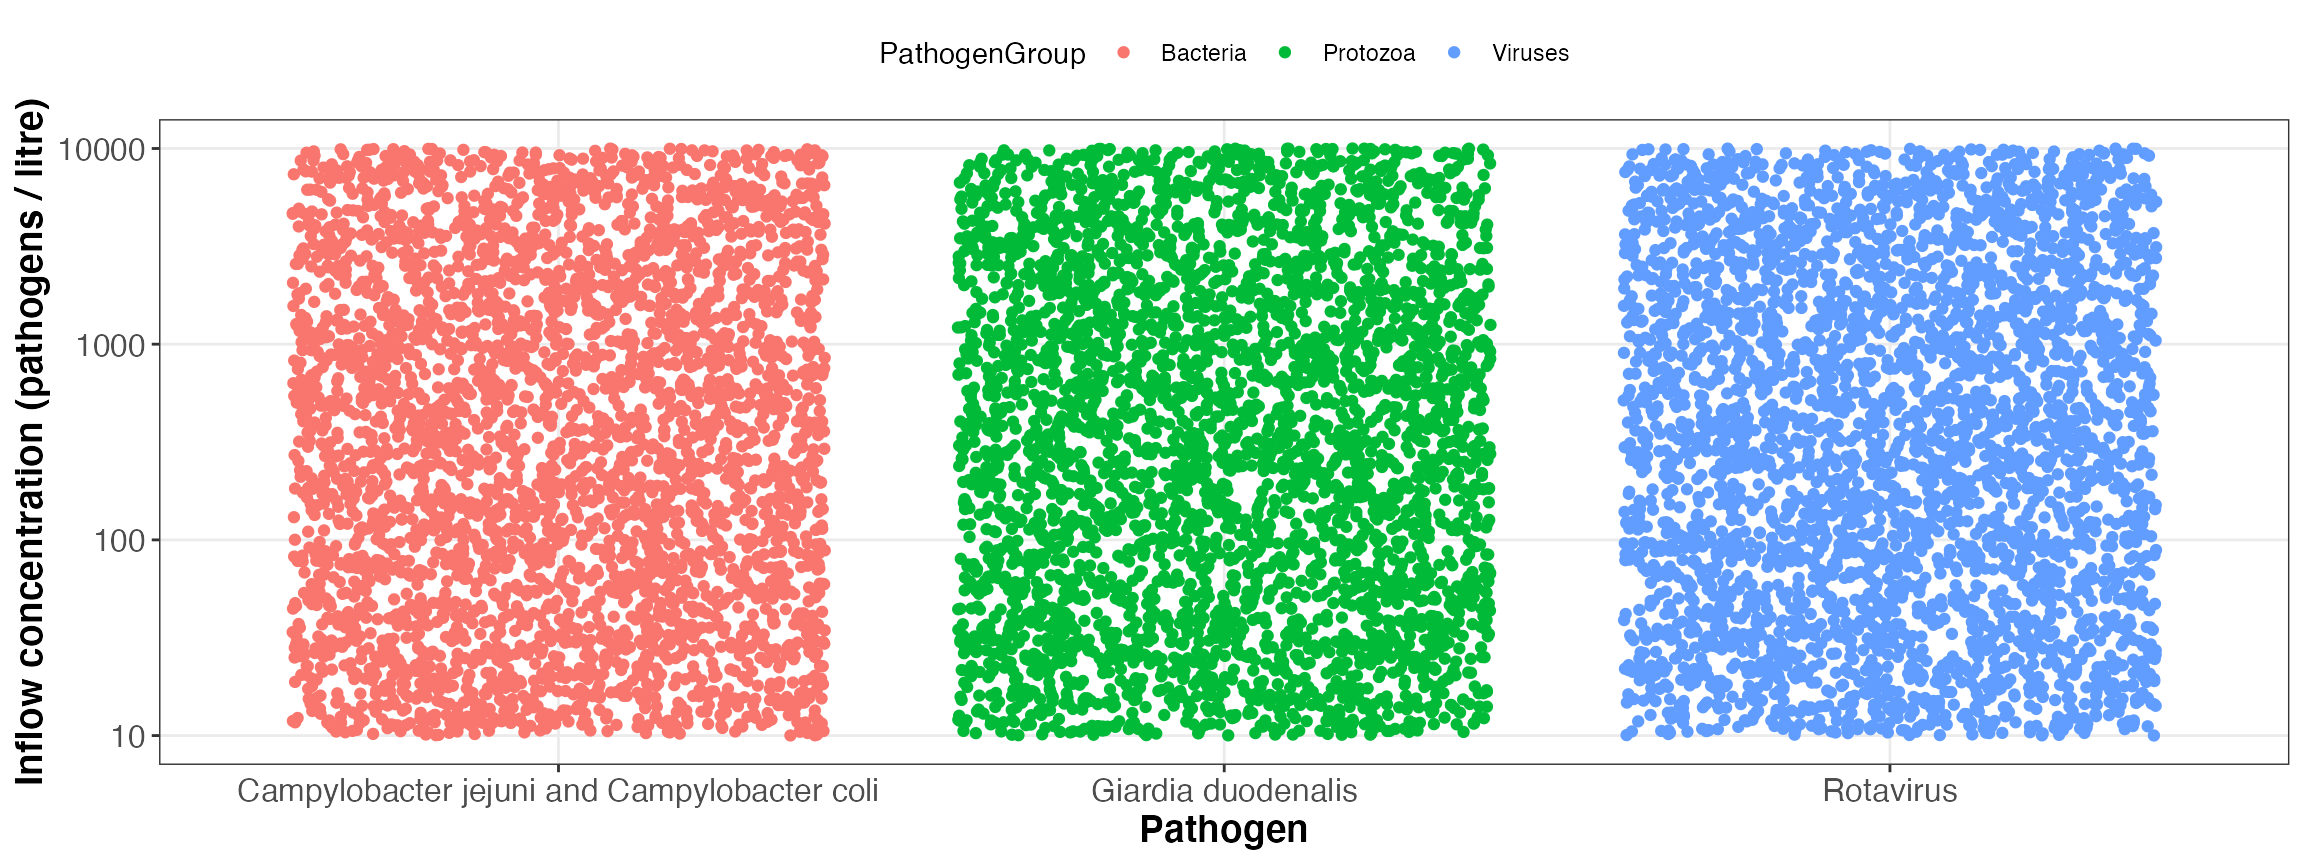 PathogenGroup Bacteria Protozoa Viruses
Inflow concentration (pathogens / litre)
10000
1000
100
10
Campylobacter jejuni and Campylobacter coli Giardia duodenalis Rotavirus
Pathogen